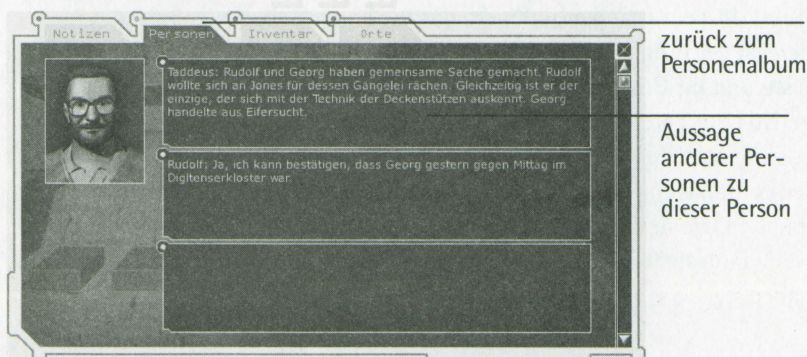 Notizen Personen Inventar Orte
zurück zum
Personenalbum
Taddeus: Rudolf und Georg haben gemeinsame Sache gemacht. Rudolf
wollte sich an Jones für dessen Gängelei rächen. Gleichzeitig ist er der
einzige, der sich mit der Technik der Deckenstützen auskennt. Georg
handelte aus Eifersucht.
Aussage
anderer Per-
sonen zu
dieser Person
Rudolf: Ja, ich kann bestätigen, dass Georg gestern gegen Mittag im
Digitenserkloster war.